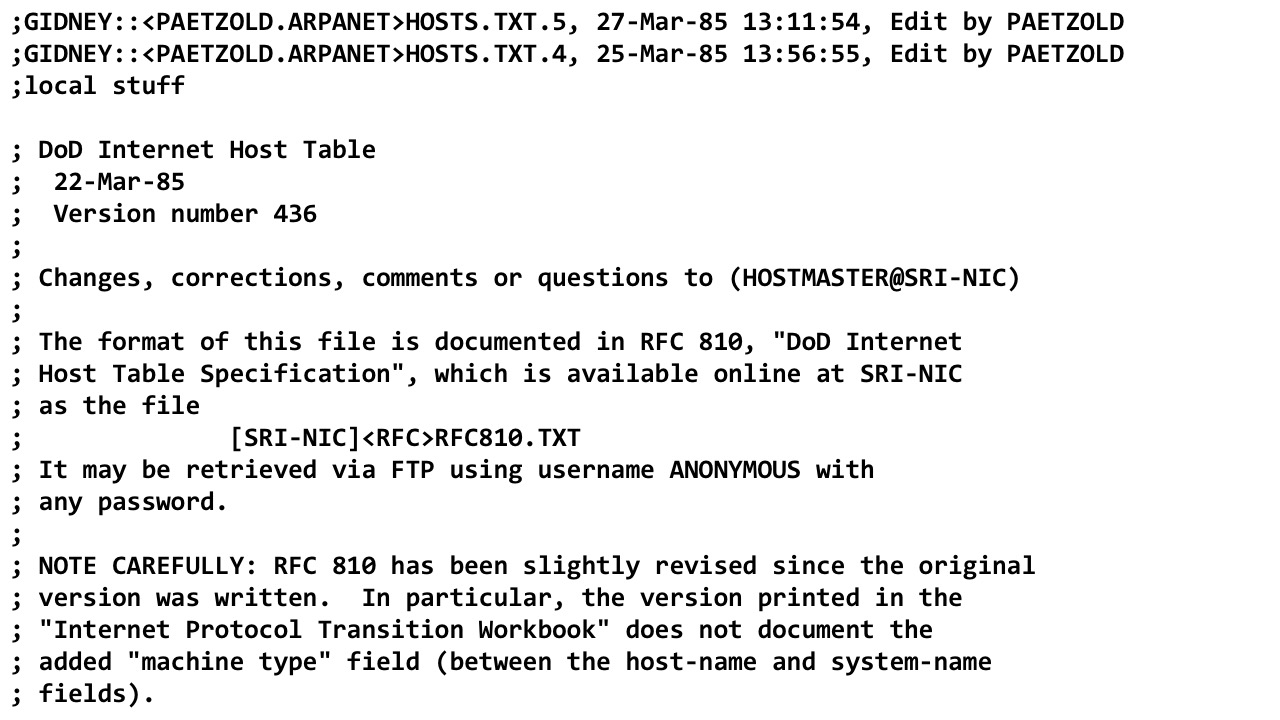 ;GIDNEY::<PAETZOLD.ARPANET>HOSTS.TXT.5, 27-Mar-85 13:11:54, Edit by PAETZOLD
;GIDNEY::<PAETZOLD.ARPANET>HOSTS.TXT.4, 25-Mar-85 13:56:55, Edit by PAETZOLD
;local stuff

; DoD Internet Host Table
;  22-Mar-85
;  Version number 436
;
; Changes, corrections, comments or questions to (HOSTMASTER@SRI-NIC)
;
; The format of this file is documented in RFC 810, "DoD Internet
; Host Table Specification", which is available online at SRI-NIC
; as the file
;              [SRI-NIC]<RFC>RFC810.TXT
; It may be retrieved via FTP using username ANONYMOUS with
; any password.
;
; NOTE CAREFULLY: RFC 810 has been slightly revised since the original
; version was written.  In particular, the version printed in the
; "Internet Protocol Transition Workbook" does not document the
; added "machine type" field (between the host-name and system-name
; fields).